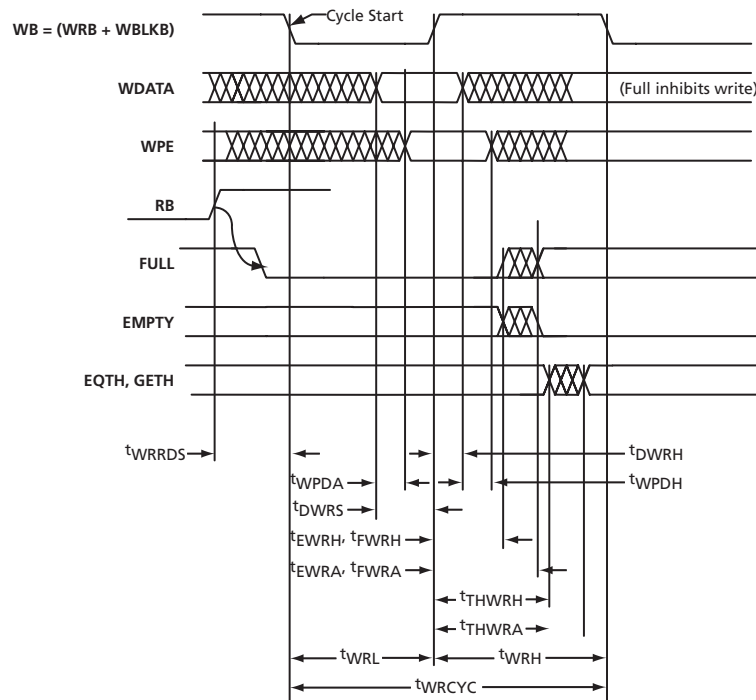 Cycle Start
WB = (WRB + WBLKB)
WDATA
(Full inhibits write)
WPE
RB
FULL
EMPTY
EQTH, GETH
tWRRDS
tDWRH
tWPDA
tWPDH
tDWRS
tEWRH, tFWRH
tEWRA, tFWRA
tTHWRH
tTHWRA
tWRL
tWRH
tWRCYC